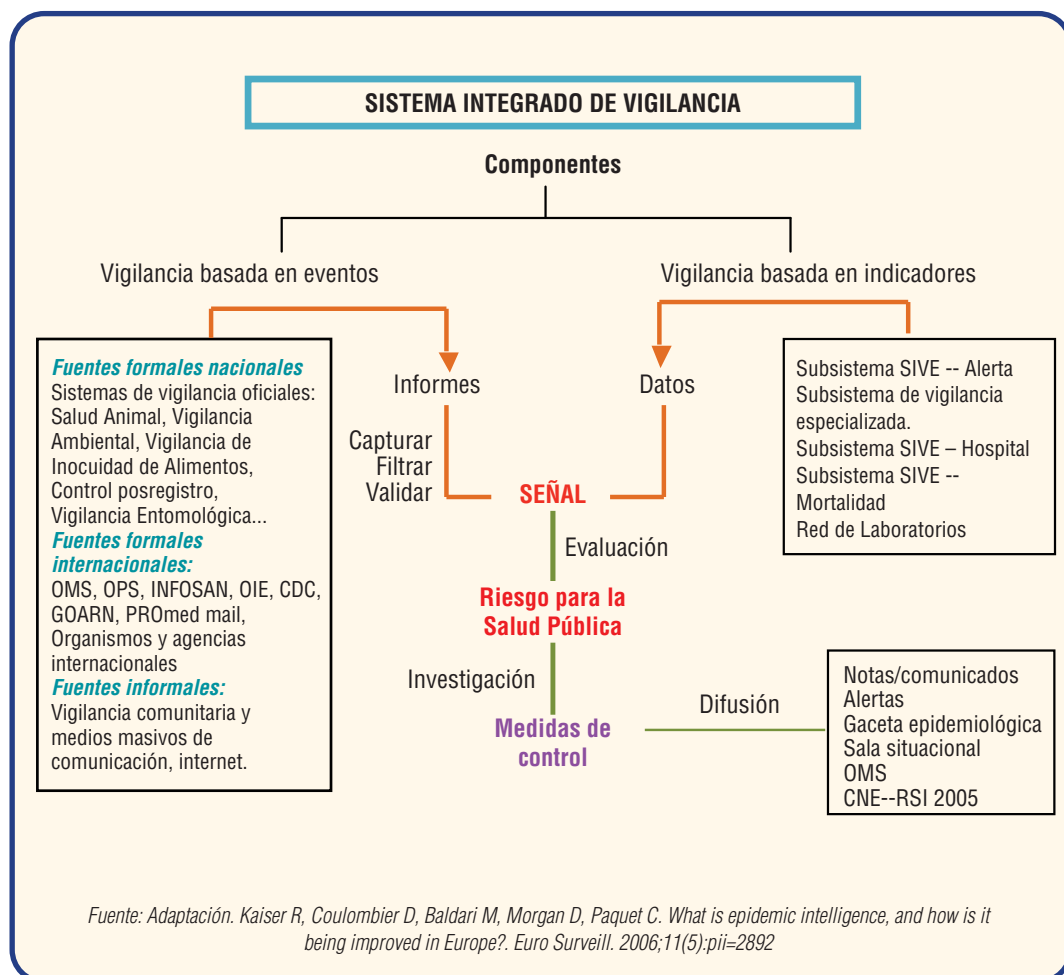 SISTEMA INTEGRADO DE VIGILANCIA
Componentes
Vigilancia basada en eventos
Vigilancia basada en indicadores
Fuentes formales nacionales
Sistemas de vigilancia oficiales:
Salud Animal, Vigilancia
Ambiental, Vigilancia de
Inocuidad de Alimentos,
Control posregistro,
Vigilancia Entomológica...
Fuentes formales
internacionales:
OMS, OPS, INFOSAN, OIE, CDC,
GOARN, PROmed mail,
Organismos y agencias
internacionales
Fuentes informales:
Vigilancia comunitaria y
medios masivos de
comunicación, internet.
Informes
Datos
Capturar
Filtrar
Validar
SEÑAL
Evaluación
Riesgo para la
Salud Pública
Investigación
Medidas de
control
Difusión
Subsistema SIVE -- Alerta
Subsistema de vigilancia
especializada.
Subsistema SIVE – Hospital
Subsistema SIVE --
Mortalidad
Red de Laboratorios
Notas/comunicados
Alertas
Gaceta epidemiológica
Sala situacional
OMS
CNE--RSI 2005
Fuente: Adaptación. Kaiser R, Coulombier D, Baldari M, Morgan D, Paquet C. What is epidemic intelligence, and how is it
being improved in Europe?. Euro Surveill. 2006;11(5):pii=2892